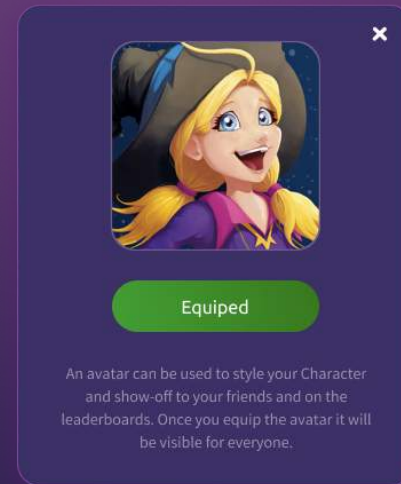 Equiped
An avatar can be used to style your Character
and show-off to your friends and on the
leaderboards. Once you equip the avatar it will
be visible for everyone.